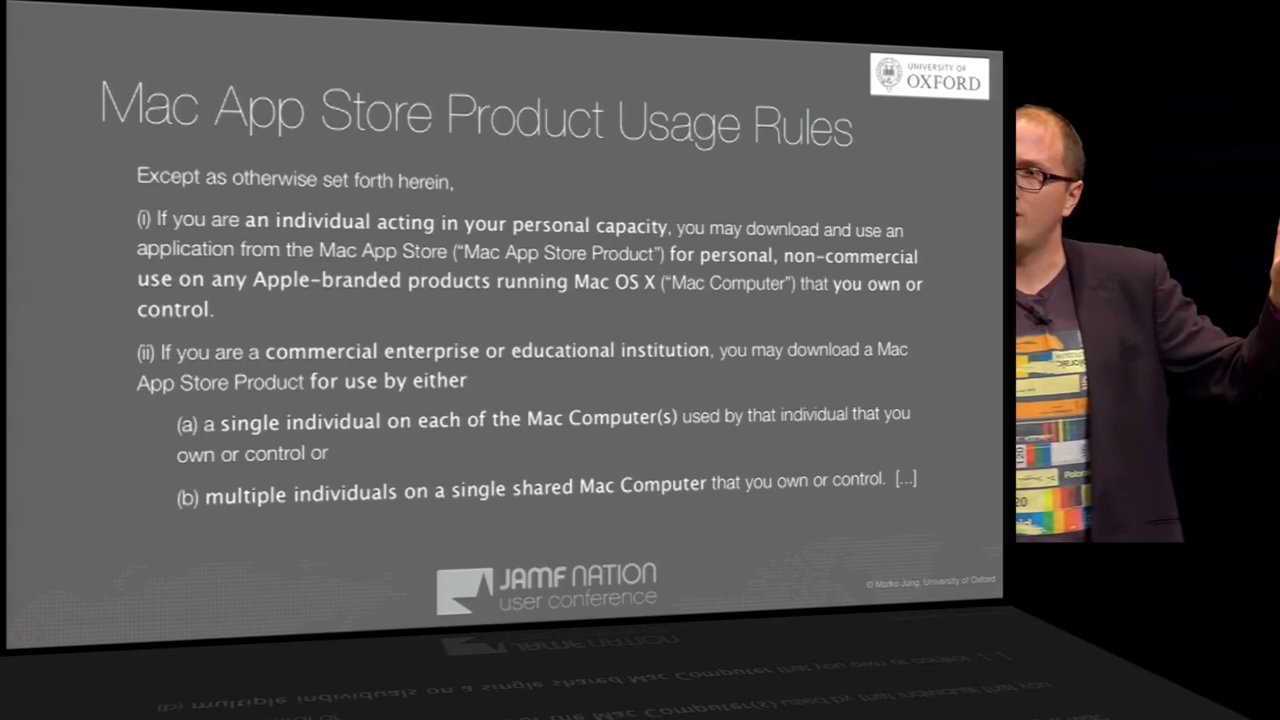 UNIVERSITY OF
OXFORD
Mac App Store Product Usage Rules
Except as otherwise set forth herein,
(i) If you are an individual acting in your personal capacity, you may download and use an
application from the Mac App Store (“Mac App Store Product”) for personal, non-commercial
use on any Apple-branded products running Mac OS X (“Mac Computer”) that you own or
control.
(ii) If you are a commercial enterprise or educational institution, you may download a Mac
App Store Product for use by either
(a) a single individual on each of the Mac Computer(s) used by that individual that you
own or control or
(b) multiple individuals on a single shared Mac Computer that you own or control. [...]
JAMF NATION
user conference
© Marko Jung, University of Oxford